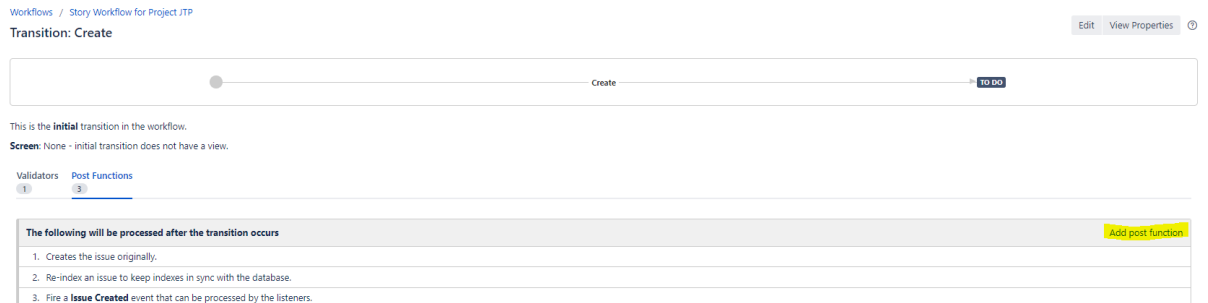 Workflows / Story Workflow for Project JTP
Transition: Create
Edit View Properties
Create
TO DO
This is the initial transition in the workflow.
Screen: None - initial transition does not have a view.
Validators Post Functions
1 3
The following will be processed after the transition occurs Add post function
1. Creates the issue originally.
2. Re-index an issue to keep indexes in sync with the database.
3. Fire a Issue Created event that can be processed by the listeners.